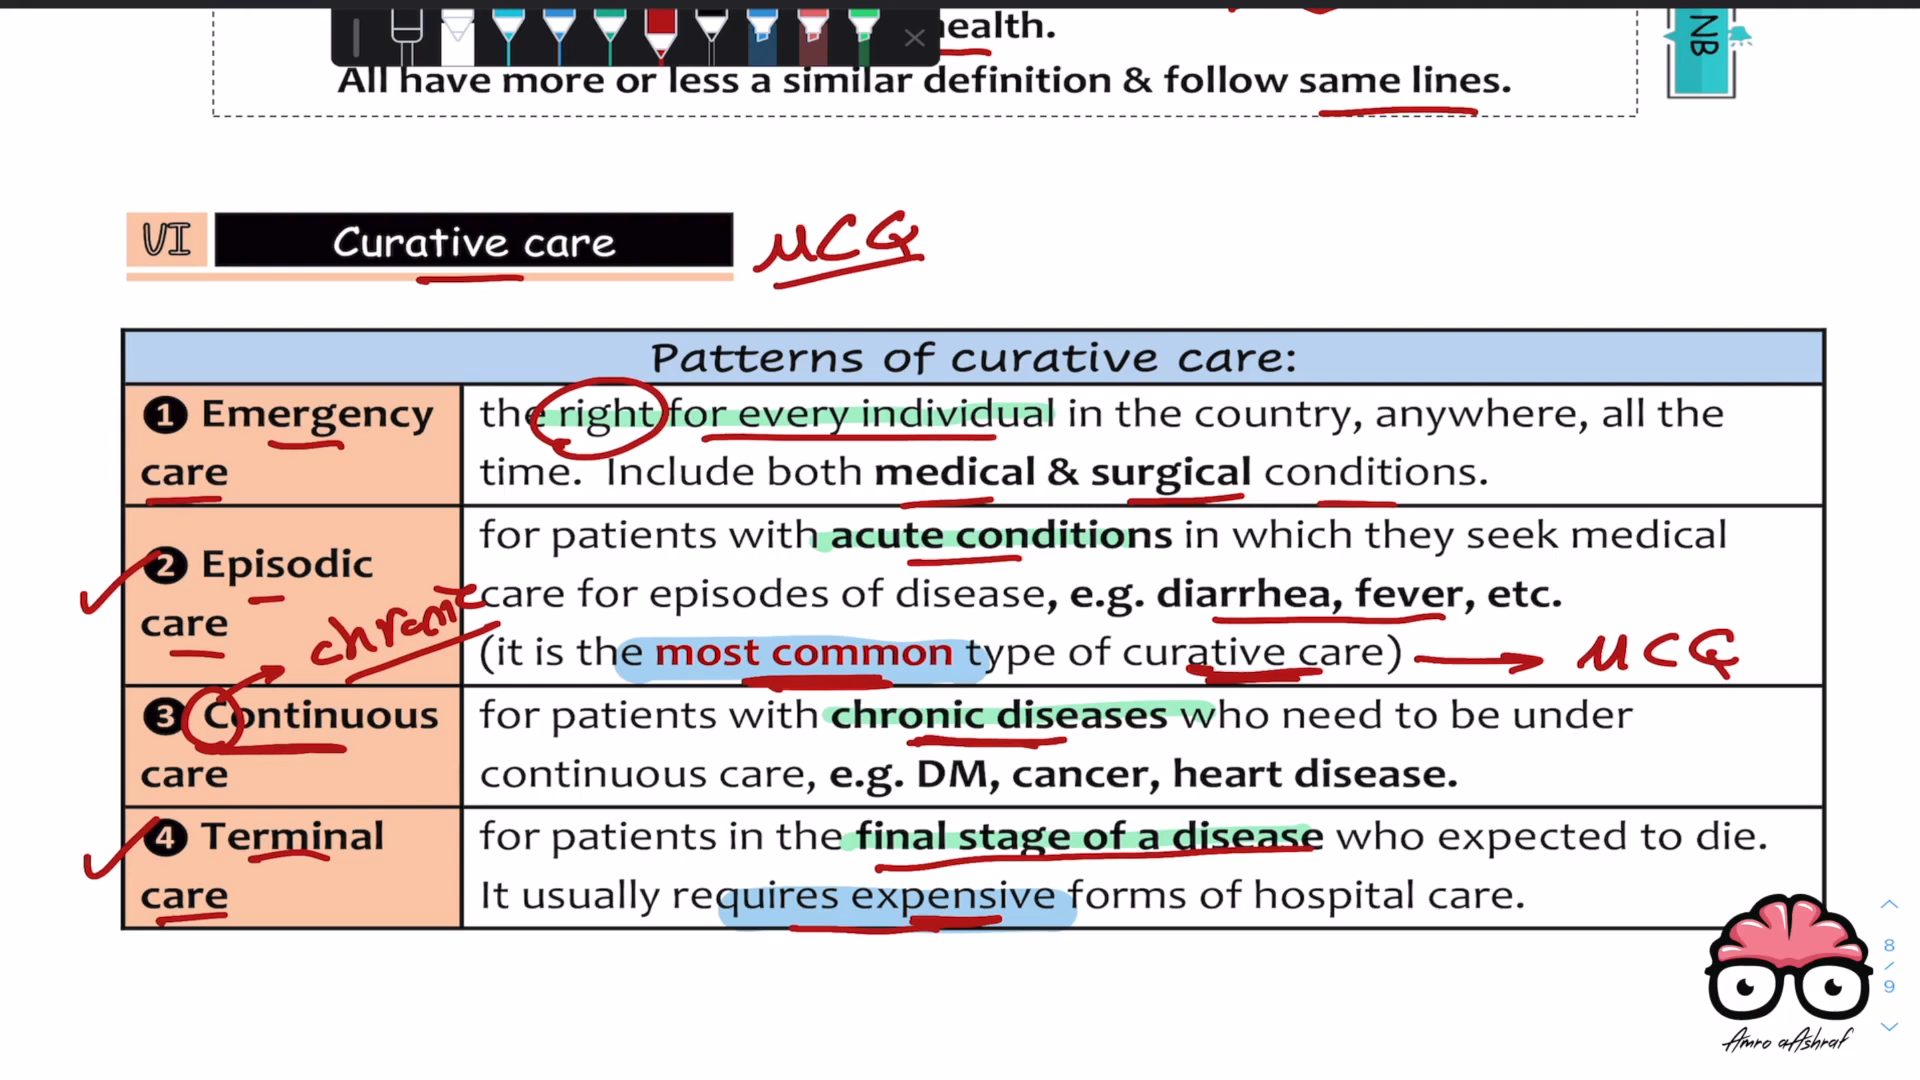 health.
All have more or less a similar definition & follow same lines.
NB
VI
Curative care
MCQ
Patterns of curative care:
1 Emergency care
the right for every individual in the country, anywhere, all the
time. Include both medical & surgical conditions.
2 Episodic care
chronic
for patients with acute conditions in which they seek medical
care for episodes of disease, e.g. diarrhea, fever, etc.
(it is the most common type of curative care)
MCQ
3 Continuous care
for patients with chronic diseases who need to be under
continuous care, e.g. DM, cancer, heart disease.
4 Terminal care
for patients in the final stage of a disease who expected to die.
It usually requires expensive forms of hospital care.
8
/
9
Amro aAshraf